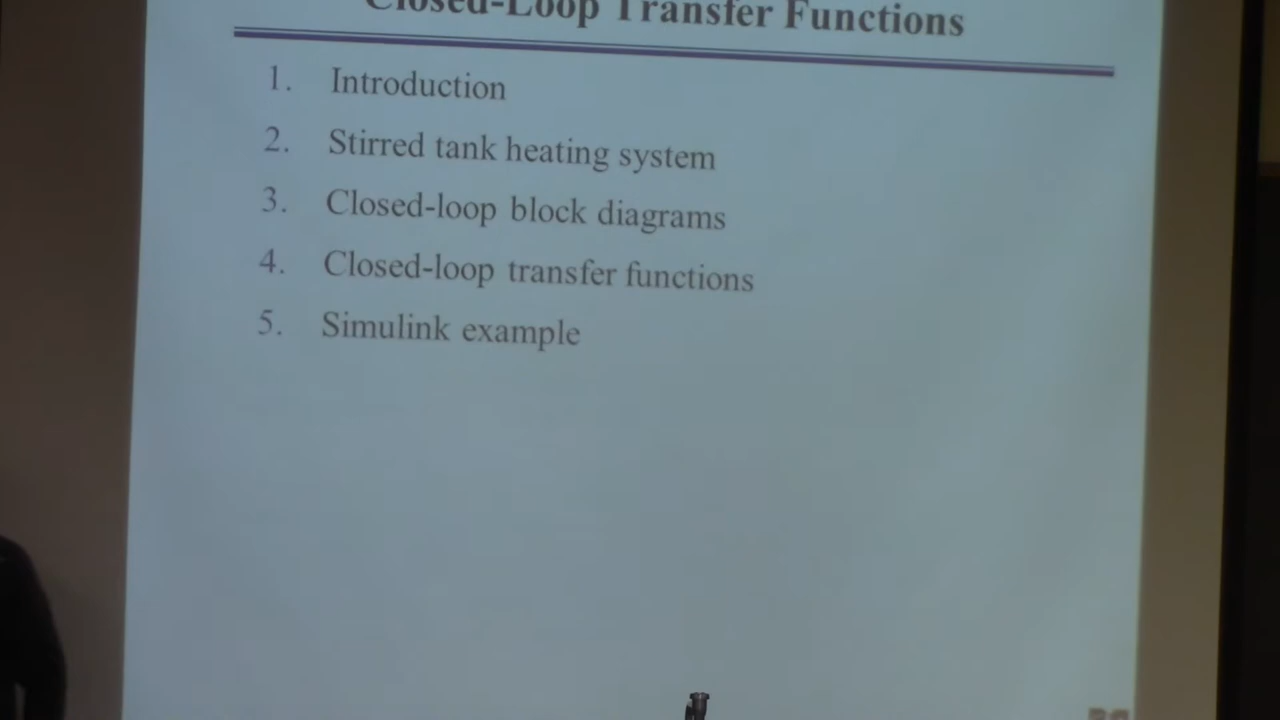 Closed-Loop Transfer Functions
1. Introduction
2. Stirred tank heating system
3. Closed-loop block diagrams
4. Closed-loop transfer functions
5. Simulink example